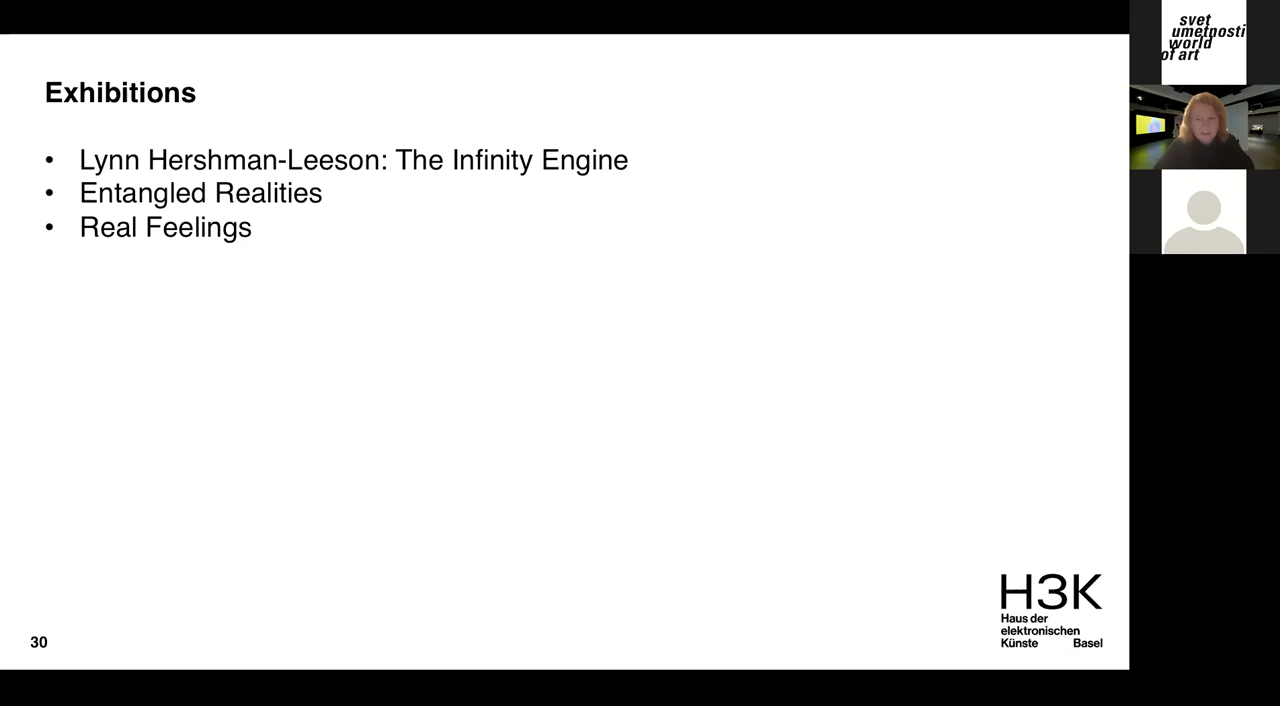 Exhibitions
• Lynn Hershman-Leeson: The Infinity Engine
• Entangled Realities
• Real Feelings
30
H3K
Haus der
elektronischen
Künste Basel
svet
umetnosti
world
of art